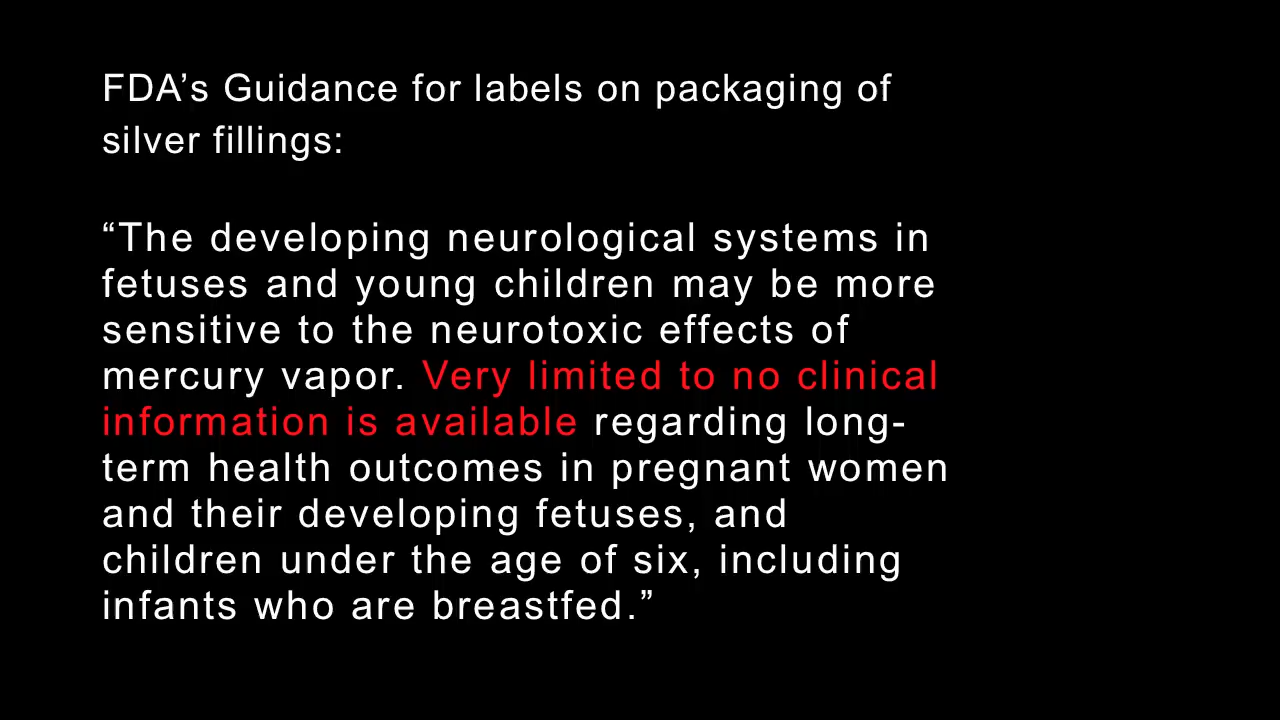 FDA’s Guidance for labels on packaging of
silver fillings:
“The developing neurological systems in
fetuses and young children may be more
sensitive to the neurotoxic effects of
mercury vapor. Very limited to no clinical
information is available regarding long-
term health outcomes in pregnant women
and their developing fetuses, and
children under the age of six, including
infants who are breastfed.”